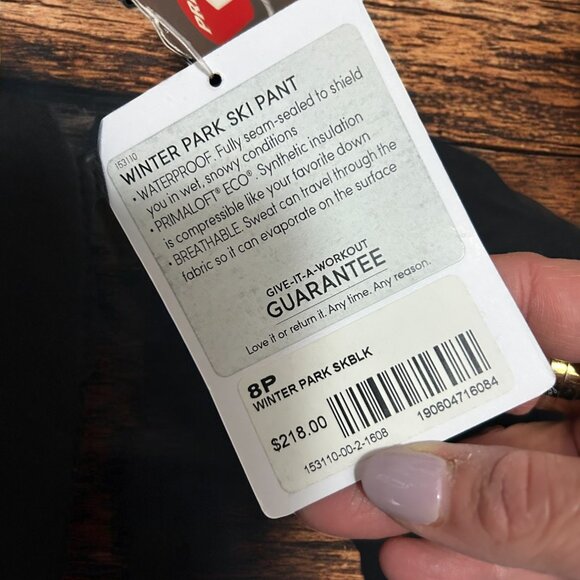 PR
153110
WINTER PARK SKI PANT
• WATERPROOF. Fully seam-sealed to shield
you in wet, snowy conditions
• PRIMALOFT® ECO®. Synthetic insulation
is compressible like your favorite down
• BREATHABLE. Sweat can travel through the
fabric so it can evaporate on the surface
GIVE-IT-A-WORKOUT
GUARANTEE
Love it or return it. Any time. Any reason.
8P
WINTER PARK SKBLK
$218.00
190604716084
153110-00-2-1608